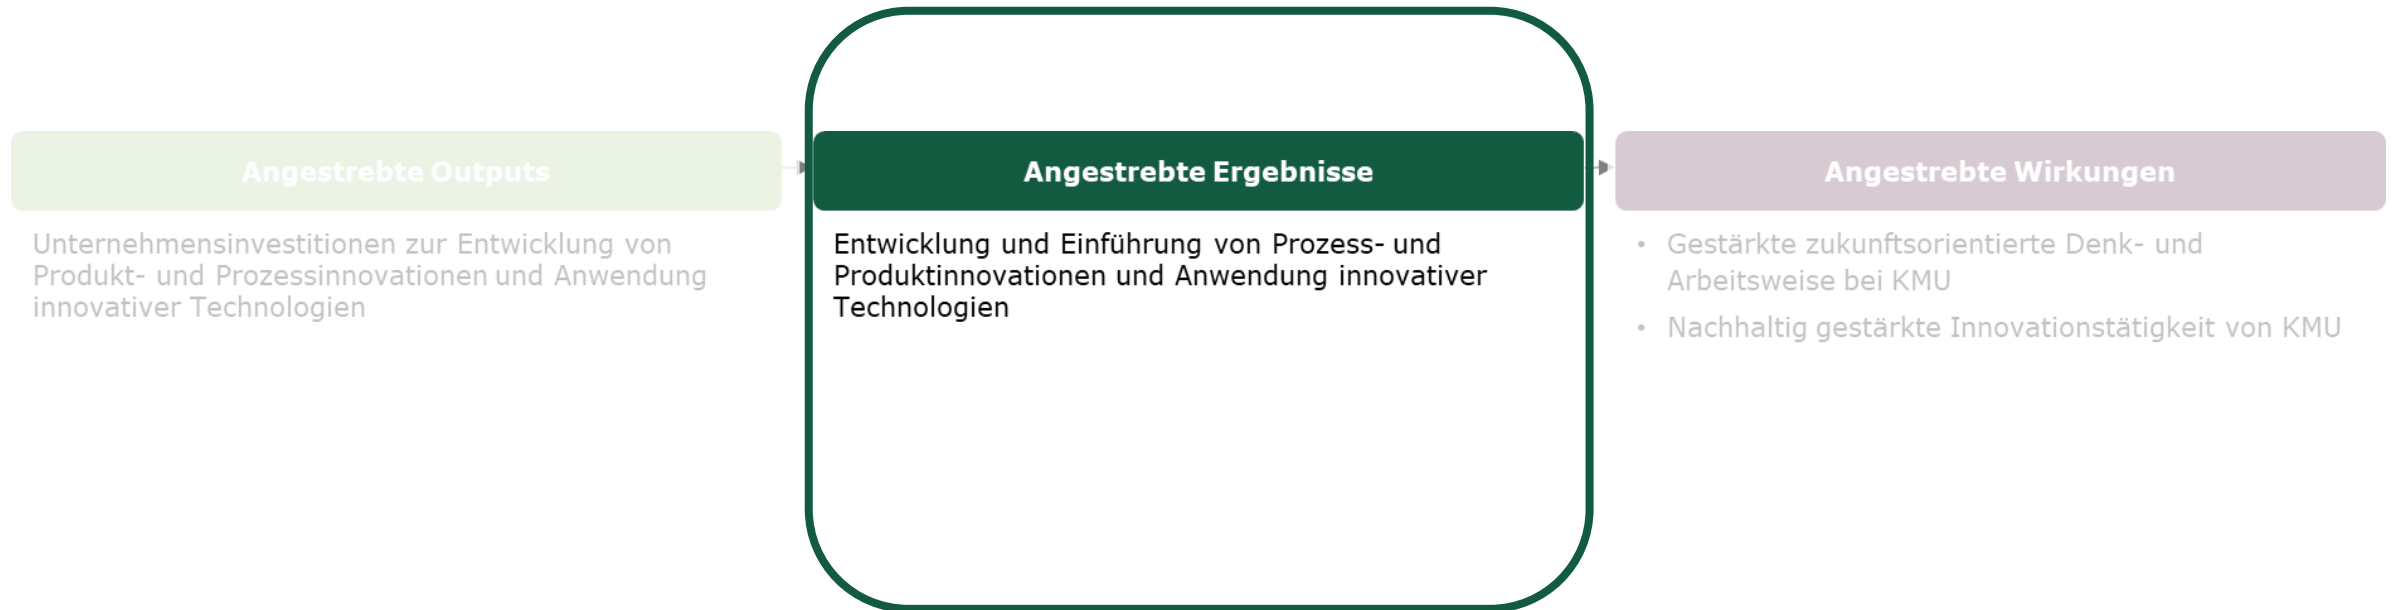 Angestrebte Outputs
Unternehmensinvestitionen zur Entwicklung von
Produkt- und Prozessinnovationen und Anwendung
innovativer Technologien
Angestrebte Ergebnisse
Entwicklung und Einführung von Prozess- und
Produktinnovationen und Anwendung innovativer
Technologien
Angestrebte Wirkungen
• Gestärkte zukunftsorientierte Denk- und
Arbeitsweise bei KMU
• Nachhaltig gestärkte Innovationstätigkeit von KMU